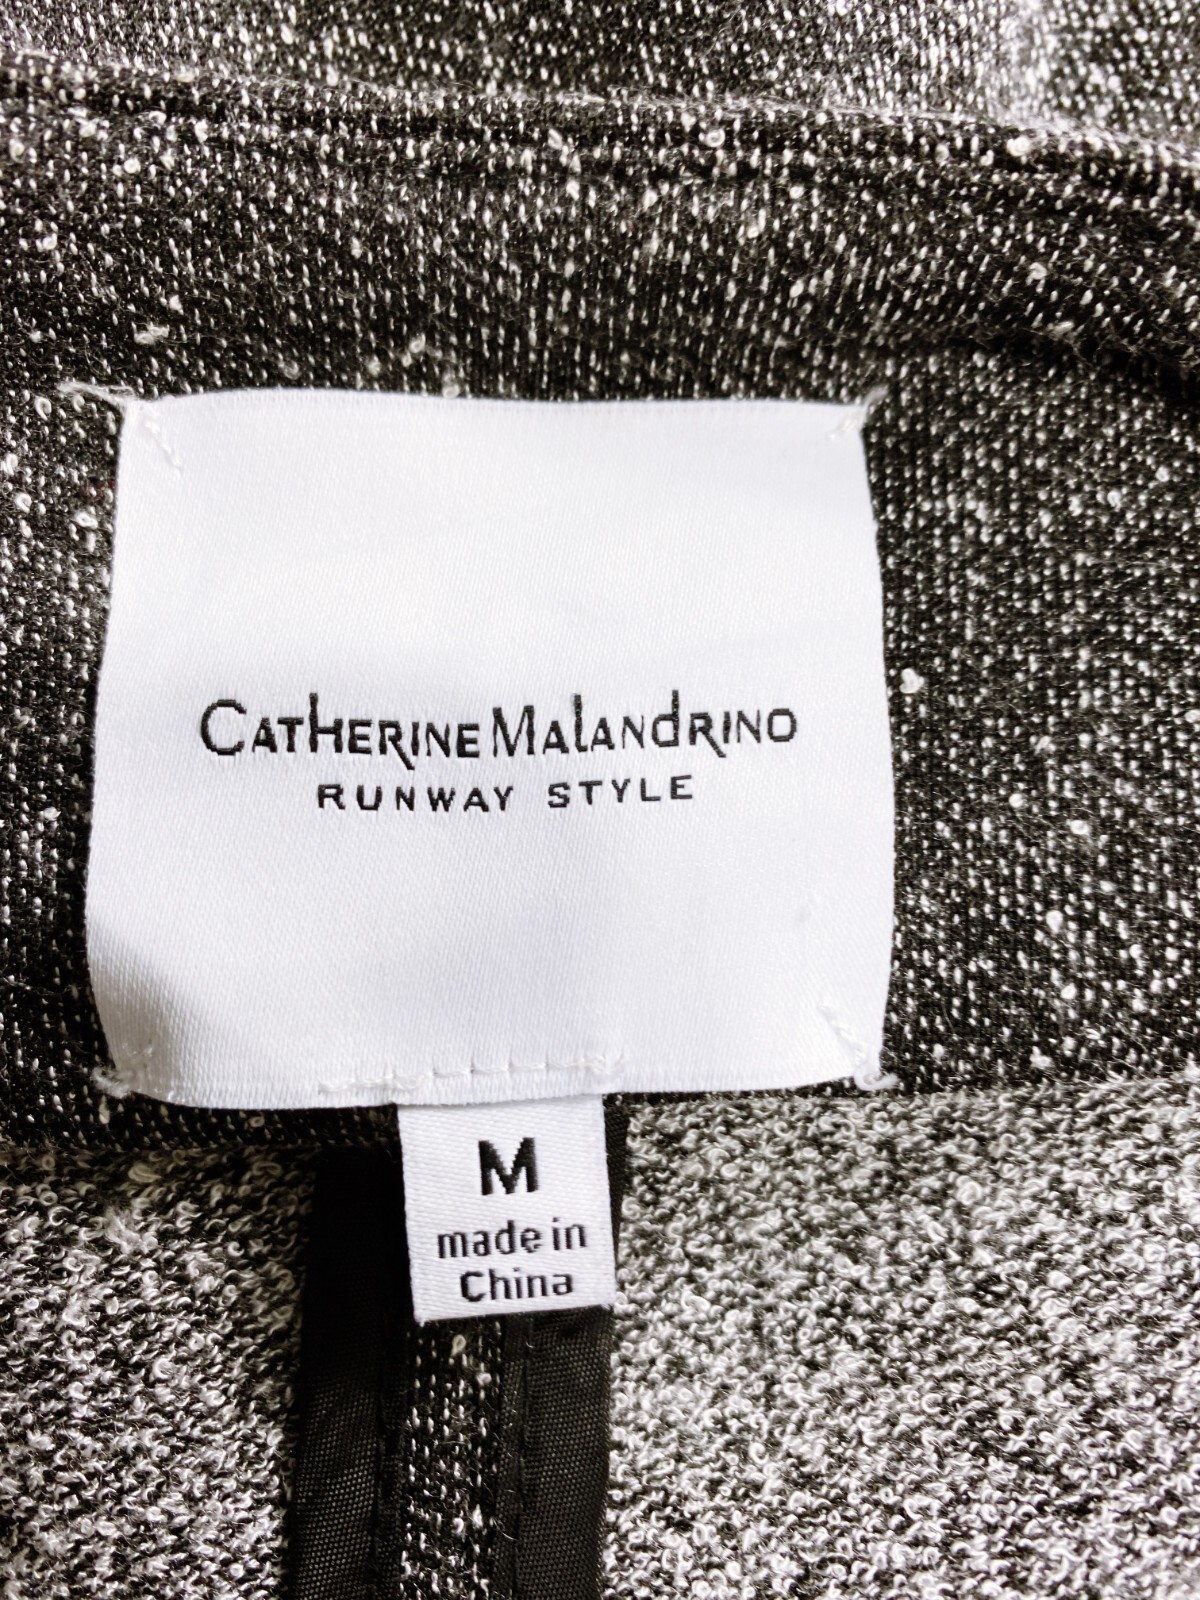 Catherine Malandrino
RUNWAY STYLE
M
made in
China